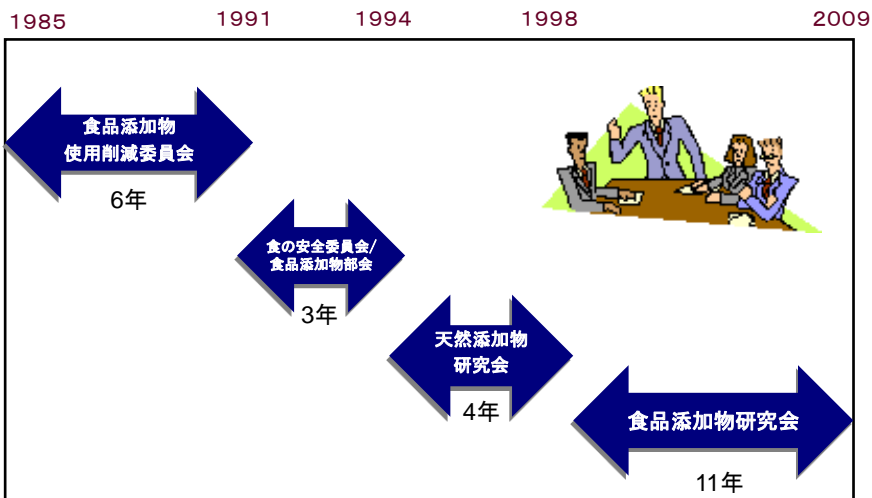 1985 1991 1994 1998 2009
食品添加物
使用削減委員会
6年
食の安全委員会/
食品添加物部会
3年
天然添加物
研究会
4年
食品添加物研究会
11年